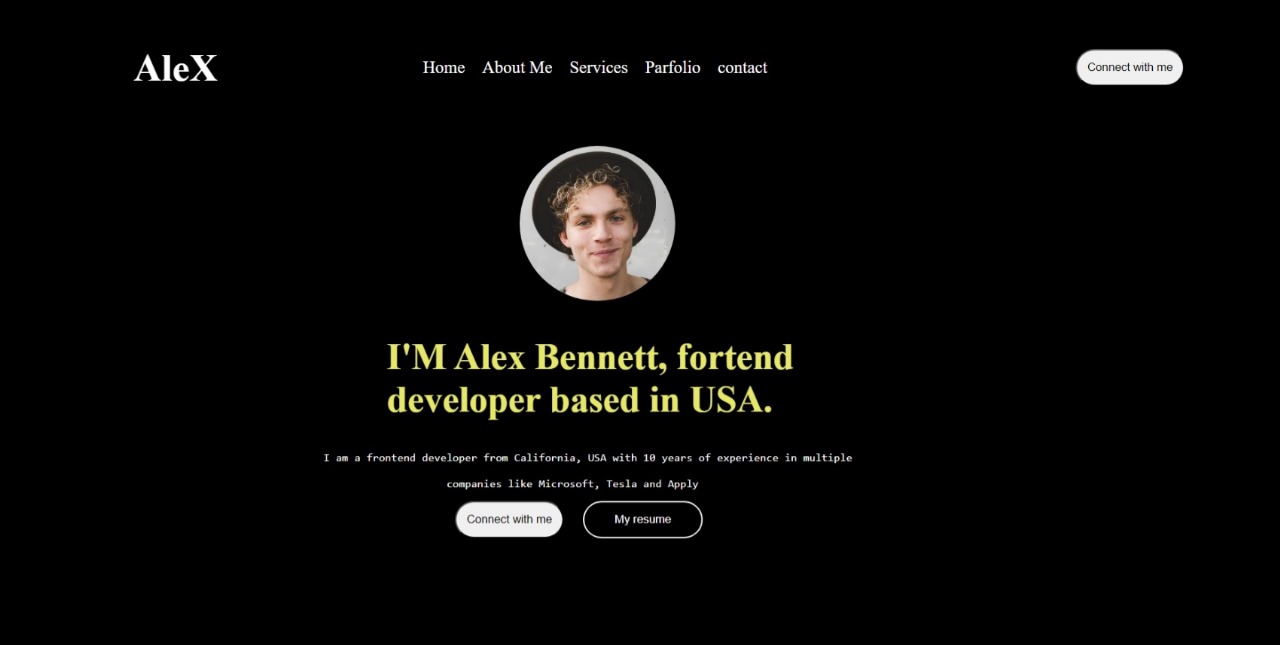 AleX
Home About Me Services Parfolio contact
Connect with me
I'M Alex Bennett, fortend
developer based in USA.
I am a frontend developer from California, USA with 10 years of experience in multiple
companies like Microsoft, Tesla and Apply
Connect with me
My resume